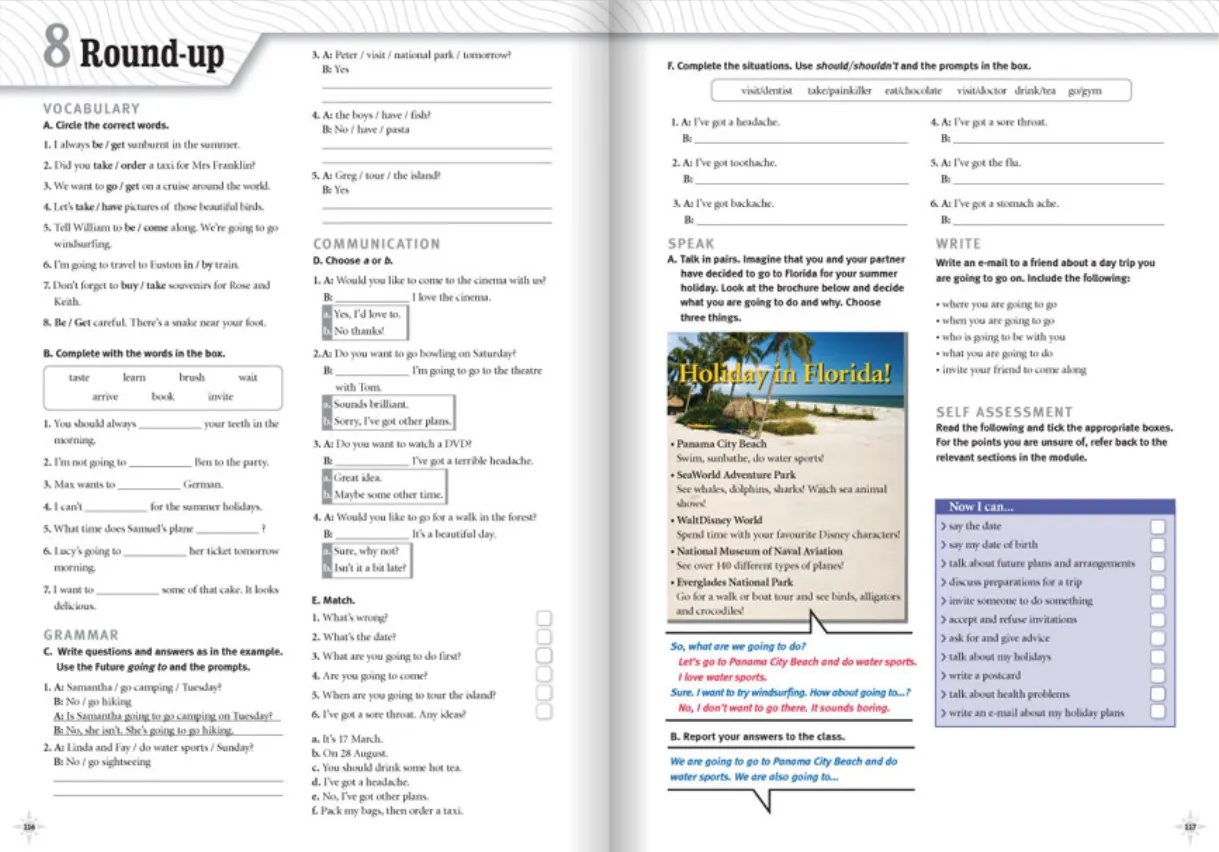 8 Round-up
VOCABULARY
A. Circle the correct words.
1. I always be / get sunburnt in the summer.
2. Did you take / order a taxi for Mrs Franklin?
3. We want to go / get on a cruise around the world.
4. Let's take / have pictures of those beautiful birds.
5. Tell William to be / come along. We're going to go
windsurfing.
6. I'm going to travel to Euston in / by train.
7. Don't forget to buy / take souvenirs for Rose and
Keith.
8. Be / Get careful. There's a snake near your foot.
B. Complete with the words in the box.
taste learn brush wait
arrive book invite
1. You should always ____________ your teeth in the
morning.
2. I'm not going to ____________ Ben to the party.
3. Max wants to ____________ German.
4. I can't ____________ for the summer holidays.
5. What time does Samuel's plane ____________ ?
6. Lucy's going to ____________ her ticket tomorrow
morning.
7. I want to ____________ some of that cake. It looks
delicious.
GRAMMAR
C. Write questions and answers as in the example.
Use the Future going to and the prompts.
1. A: Samantha / go camping / Tuesday?
B: No / go hiking
A: Is Samantha going to go camping on Tuesday?
B: No, she isn't. She's going to go hiking.
2. A: Linda and Fay / do water sports / Sunday?
B: No / go sightseeing
116
3. A: Peter / visit / national park / tomorrow?
B: Yes
4. A: the boys / have / fish?
B: No / have / pasta
5. A: Greg / tour / the island?
B: Yes
COMMUNICATION
D. Choose a or b.
1. A: Would you like to come to the cinema with us?
B: ____________ I love the cinema.
a. Yes, I'd love to.
b. No thanks!
2.A: Do you want to go bowling on Saturday?
B: ____________ I'm going to go to the theatre
with Tom.
a. Sounds brilliant.
b. Sorry, I've got other plans.
3. A: Do you want to watch a DVD?
B: ____________ I've got a terrible headache.
a. Great idea.
b. Maybe some other time.
4. A: Would you like to go for a walk in the forest?
B: ____________ It's a beautiful day.
a. Sure, why not?
b. Isn't it a bit late?
E. Match.
1. What's wrong?
2. What's the date?
3. What are you going to do first?
4. Are you going to come?
5. When are you going to tour the island?
6. I've got a sore throat. Any ideas?
a. It's 17 March.
b. On 28 August.
c. You should drink some hot tea.
d. I've got a headache.
e. No, I've got other plans.
f. Pack my bags, then order a taxi.
F. Complete the situations. Use should/shouldn't and the prompts in the box.
visit/dentist take/painkiller eat/chocolate visit/doctor drink/tea go/gym
1. A: I've got a headache.
B:
2. A: I've got toothache.
B:
3. A: I've got backache.
B:
4. A: I've got a sore throat.
B:
5. A: I've got the flu.
B:
6. A: I've got a stomach ache.
B:
SPEAK
A. Talk in pairs. Imagine that you and your partner
have decided to go to Florida for your summer
holiday. Look at the brochure below and decide
what you are going to do and why. Choose
three things.
Holiday in Florida!
• Panama City Beach
Swim, sunbathe, do water sports!
• SeaWorld Adventure Park
See whales, dolphins, sharks! Watch sea animal
shows!
• WaltDisney World
Spend time with your favourite Disney characters!
• National Museum of Naval Aviation
See over 140 different types of planes!
• Everglades National Park
Go for a walk or boat tour and see birds, alligators
and crocodiles!
So, what are we going to do?
Let's go to Panama City Beach and do water sports.
I love water sports.
Sure. I want to try windsurfing. How about going to...?
No, I don't want to go there. It sounds boring.
B. Report your answers to the class.
We are going to go to Panama City Beach and do
water sports. We are also going to...
WRITE
Write an e-mail to a friend about a day trip you
are going to go on. Include the following:
• where you are going to go
• when you are going to go
• who is going to be with you
• what you are going to do
• invite your friend to come along
SELF ASSESSMENT
Read the following and tick the appropriate boxes.
For the points you are unsure of, refer back to the
relevant sections in the module.
Now I can...
> say the date
> say my date of birth
> talk about future plans and arrangements
> discuss preparations for a trip
> invite someone to do something
> accept and refuse invitations
> ask for and give advice
> talk about my holidays
> write a postcard
> talk about health problems
> write an e-mail about my holiday plans
117